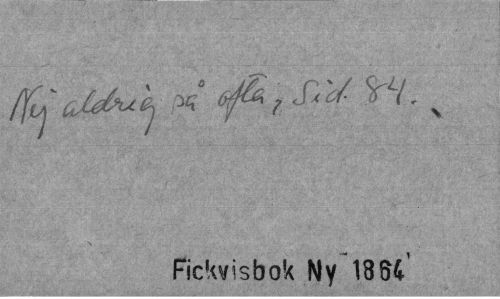 Nej aldrig så ofta, Sid. 84.
Fickvisbok Ny 1864